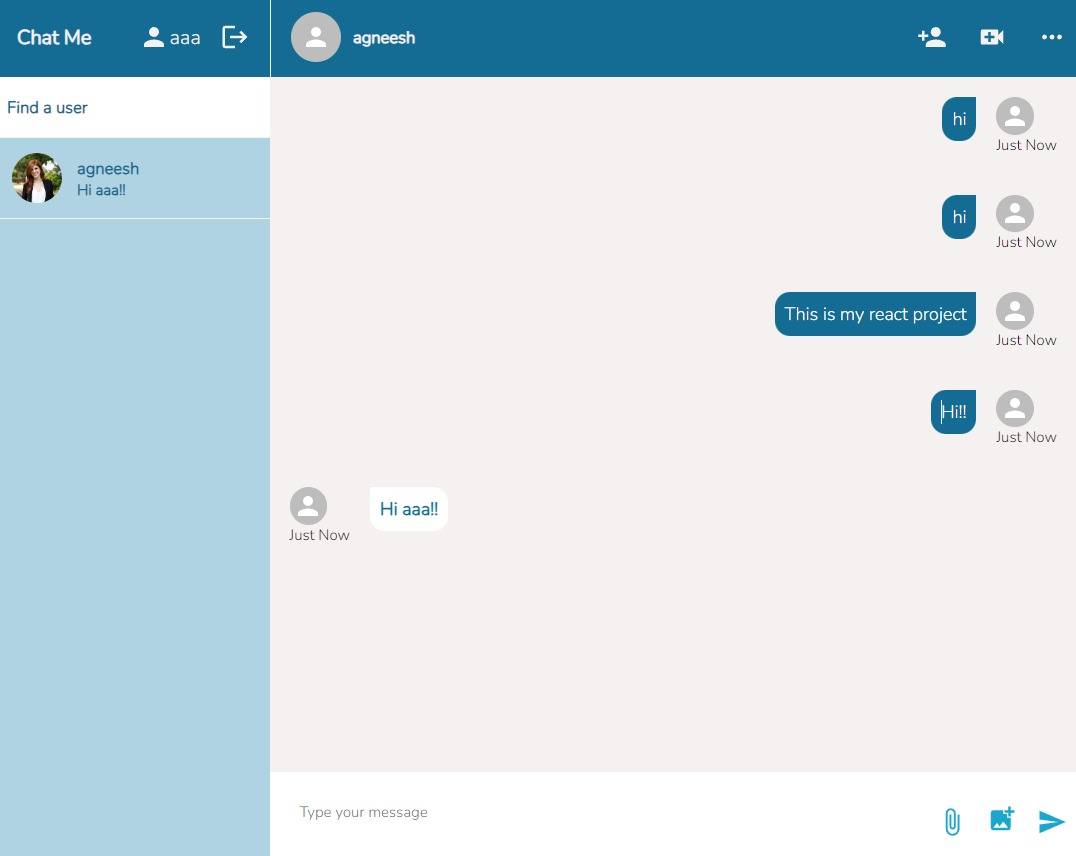 Chat Me
aaa
agneesh
Find a user
agneesh
Hi aaa!!
hi
Just Now
hi
Just Now
This is my react project
Just Now
Hi!!
Just Now
Hi aaa!!
Just Now
Type your message